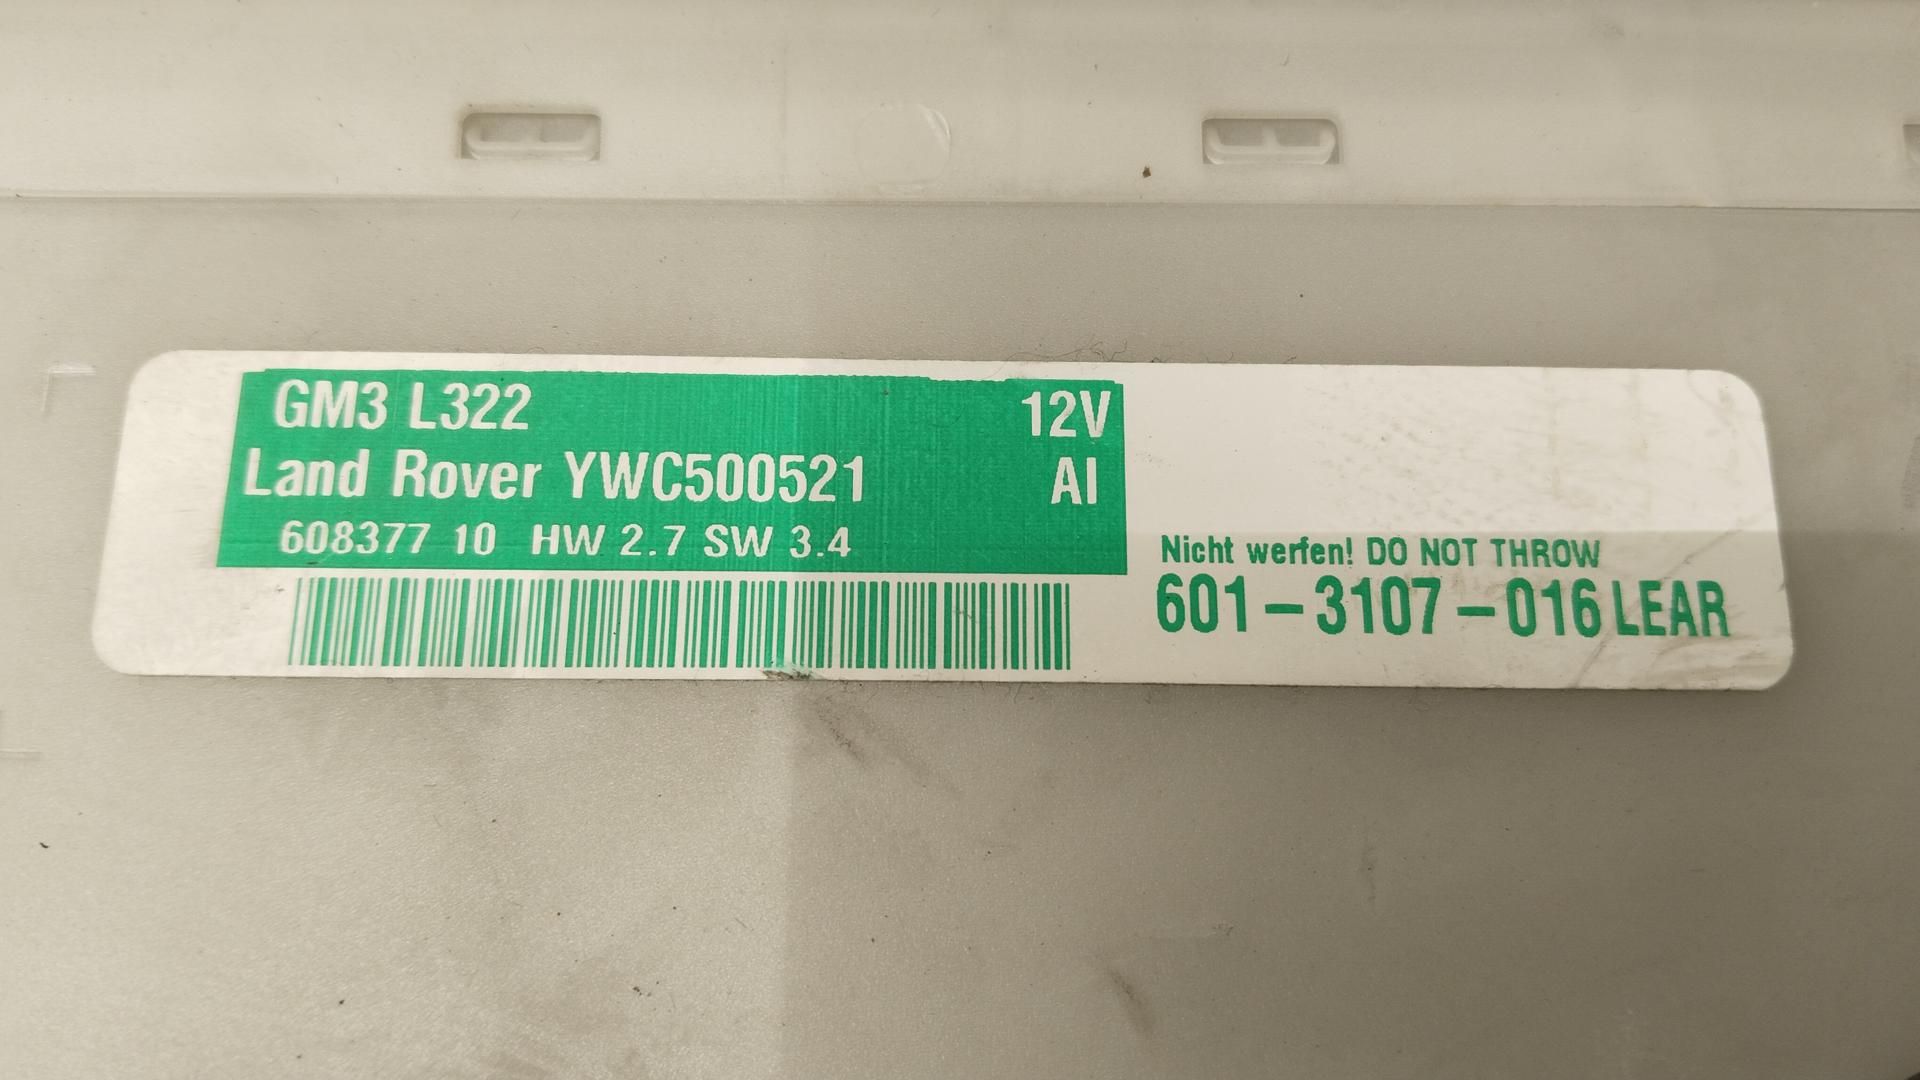 GM3 L322 12V
Land Rover YWC500521 AI
608377 10 HW 2.7 SW 3.4
Nicht werfen! DO NOT THROW
601-3107-016 LEAR